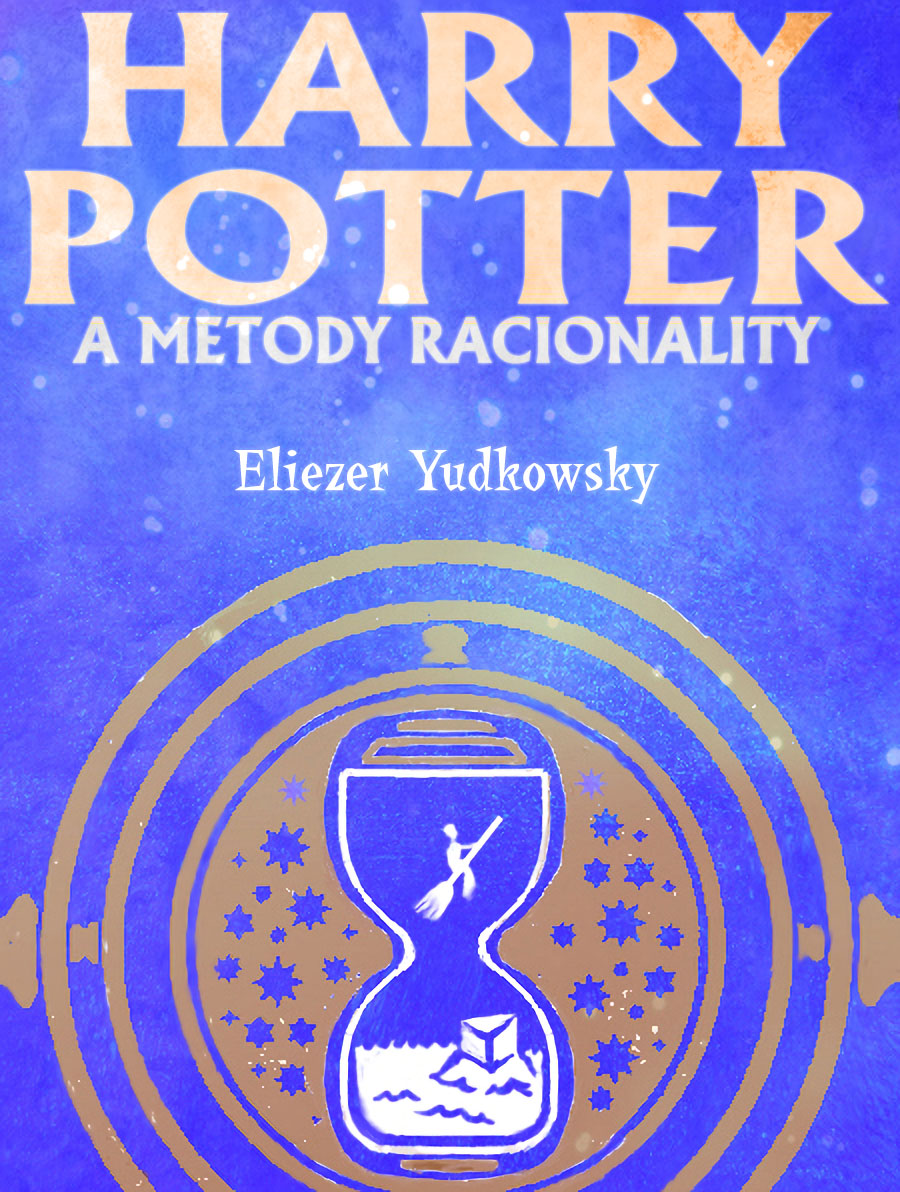 HARRY
POTTER
A METODY RACIONALITY
Eliezer Yudkowsky